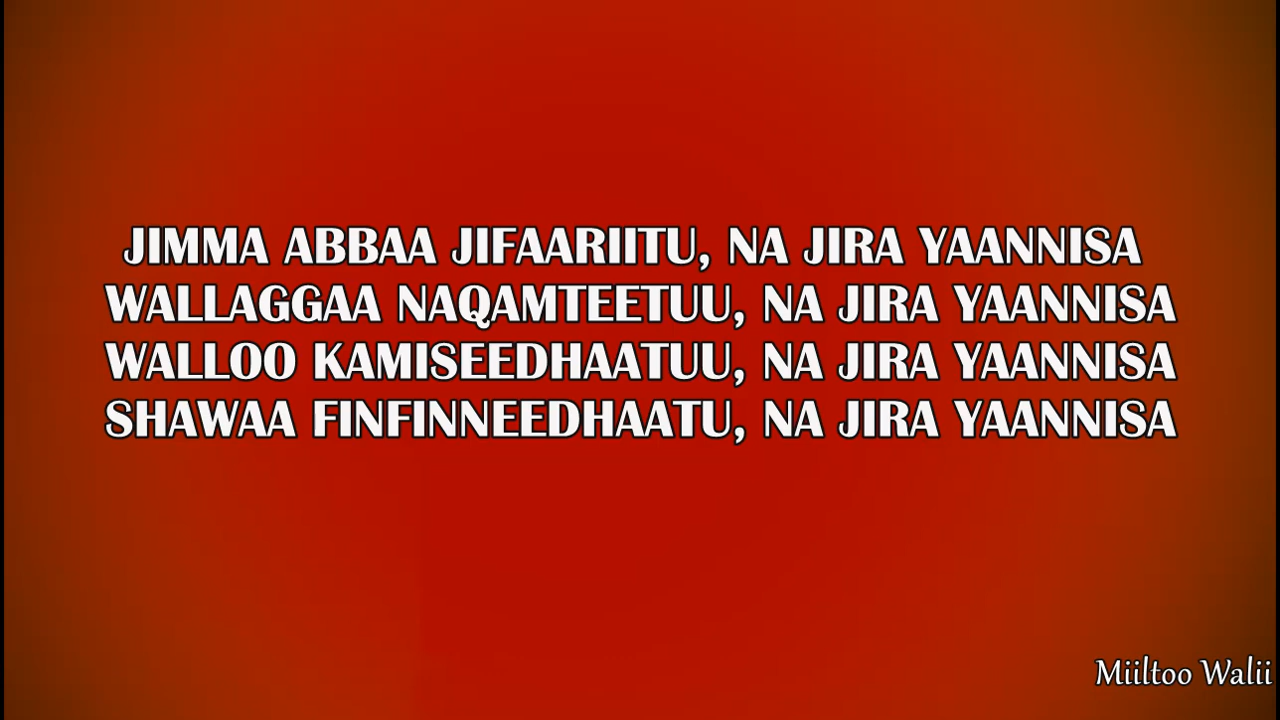 JIMMA ABBAA JIFAARIITU, NA JIRA YAANNISA
WALLAGGAA NAQAMTEETUU, NA JIRA YAANNISA
WALLOO KAMISEEDHAATUU, NA JIRA YAANNISA
SHAWAA FINFINNEEDHAATU, NA JIRA YAANNISA
Miiltoo Walii